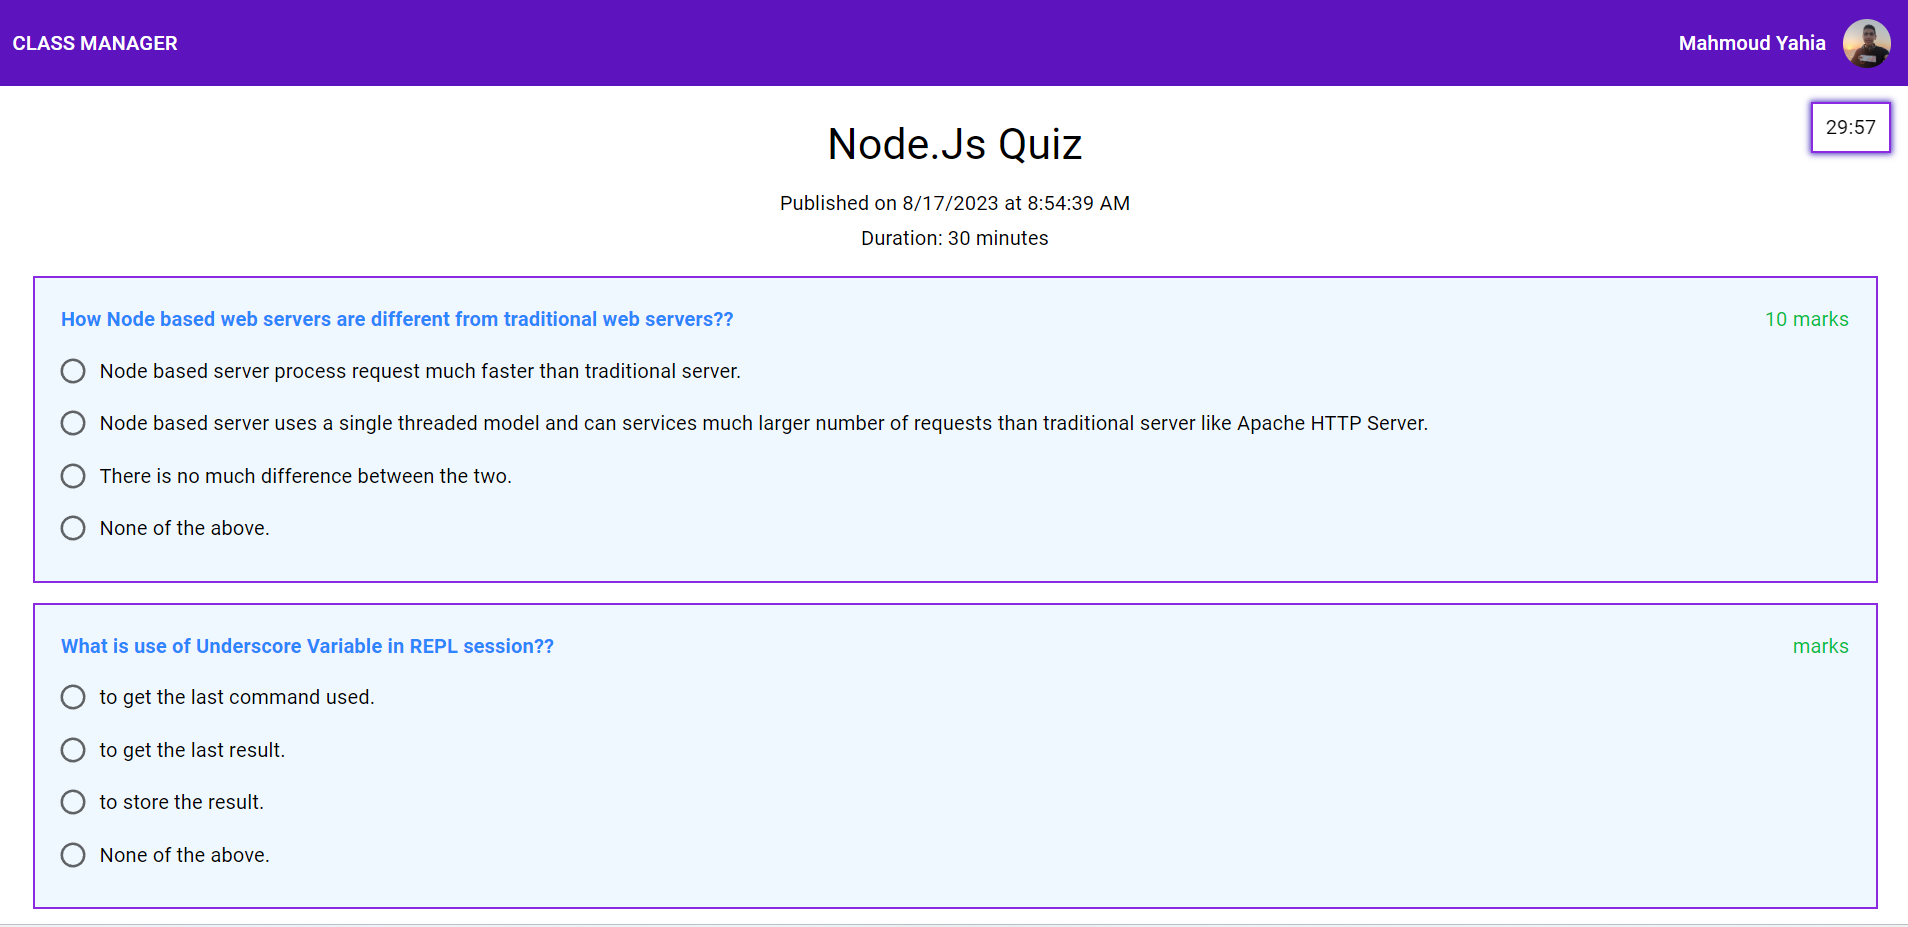 CLASS MANAGER
Mahmoud Yahia
29:57
Node.Js Quiz
Published on 8/17/2023 at 8:54:39 AM
Duration: 30 minutes
How Node based web servers are different from traditional web servers??
10 marks
Node based server process request much faster than traditional server.
Node based server uses a single threaded model and can services much larger number of requests than traditional server like Apache HTTP Server.
There is no much difference between the two.
None of the above.
What is use of Underscore Variable in REPL session??
marks
to get the last command used.
to get the last result.
to store the result.
None of the above.